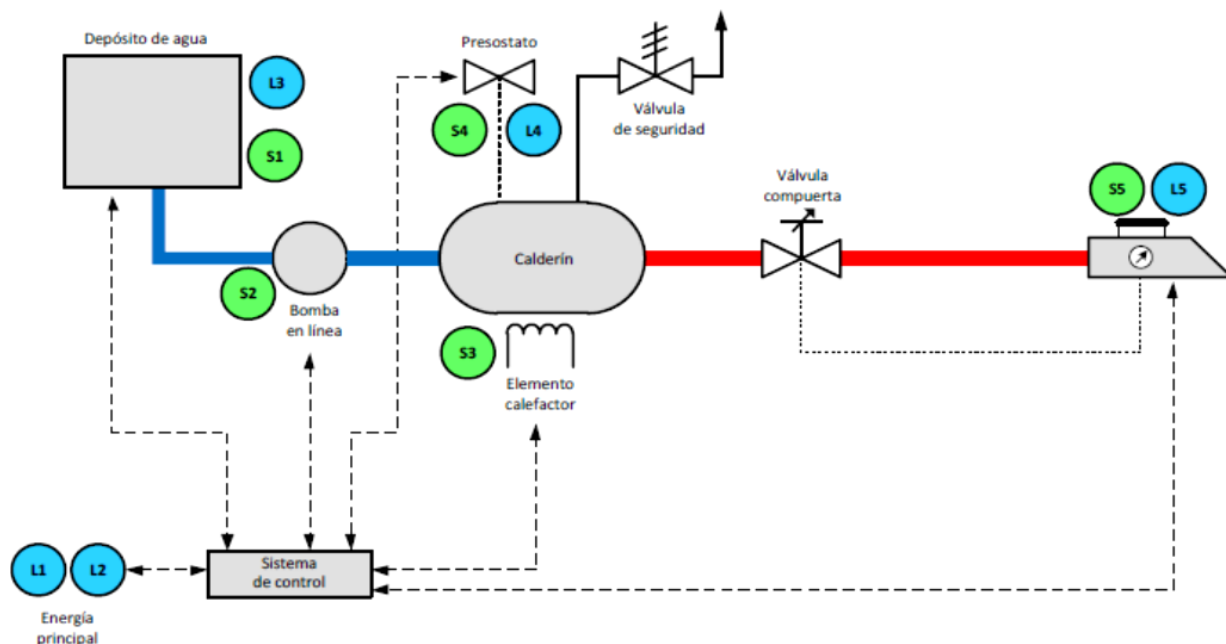 Depósito de agua
L3
S1
Presostato
S4
L4
Válvula
de seguridad
Válvula
compuerta
S5
L5
S2
Bomba
en línea
Calderín
S3
Elemento
calefactor
L1
L2
Sistema
de control
Energía
principal